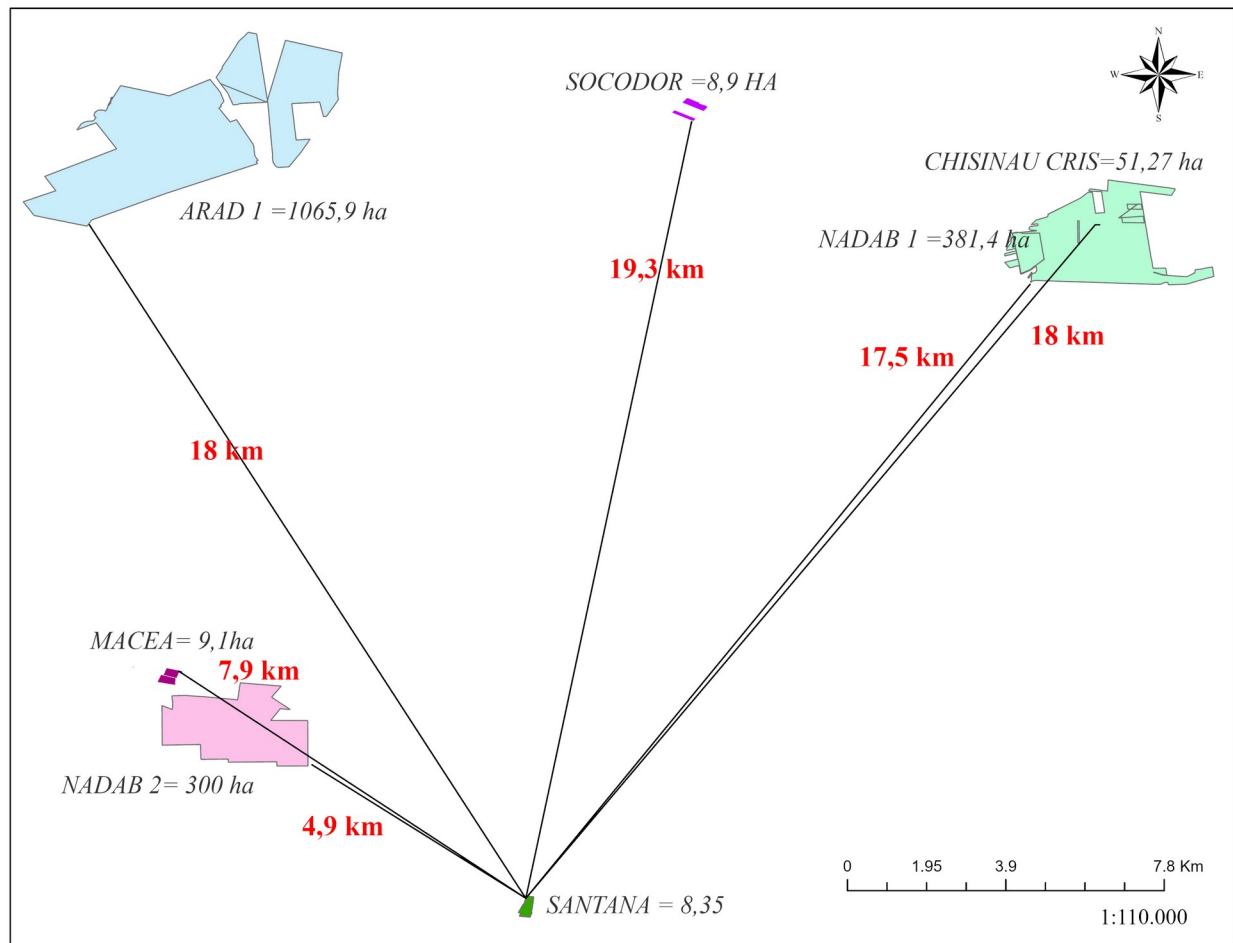 N
W E
S
SOCODOR =8,9 HA
CHISINAU CRIS=51,27 ha
ARAD 1 =1065,9 ha
NADAB 1 =381,4 ha
19,3 km
17,5 km
18 km
18 km
MACEA= 9,1ha
7,9 km
NADAB 2= 300 ha
4,9 km
SANTANA = 8,35
0 1.95 3.9 7.8 Km
1:110.000